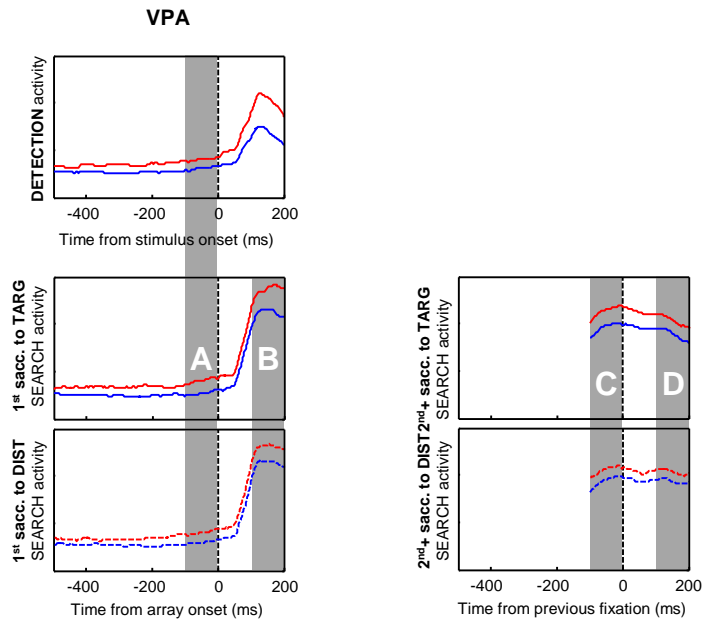 VPA
DETECTION activity
-400 -200 0 200
Time from stimulus onset (ms)
1st sacc. to TARG
SEARCH activity
A B
1st sacc. to DIST
SEARCH activity
-400 -200 0 200
Time from array onset (ms)
2nd+ sacc. to TARG
SEARCH activity
C D
2nd+ sacc. to DIST
SEARCH activity
-400 -200 0 200
Time from previous fixation (ms)